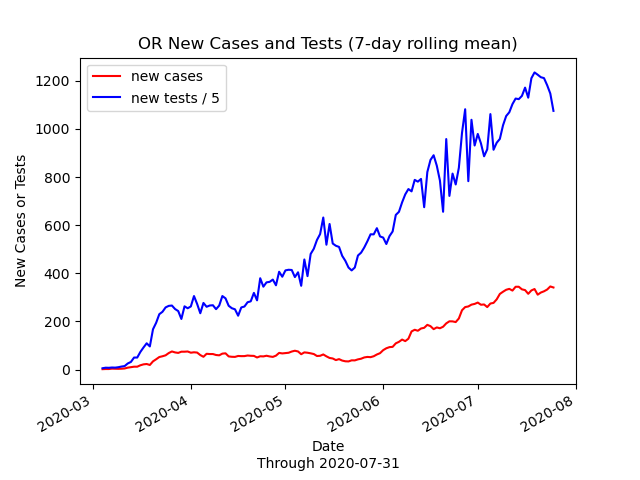 OR New Cases and Tests (7-day rolling mean)
new cases
new tests / 5
New Cases or Tests
1200
1000
800
600
400
200
0
2020-03
2020-04
2020-05
2020-06
2020-07
2020-08
Date
Through 2020-07-31